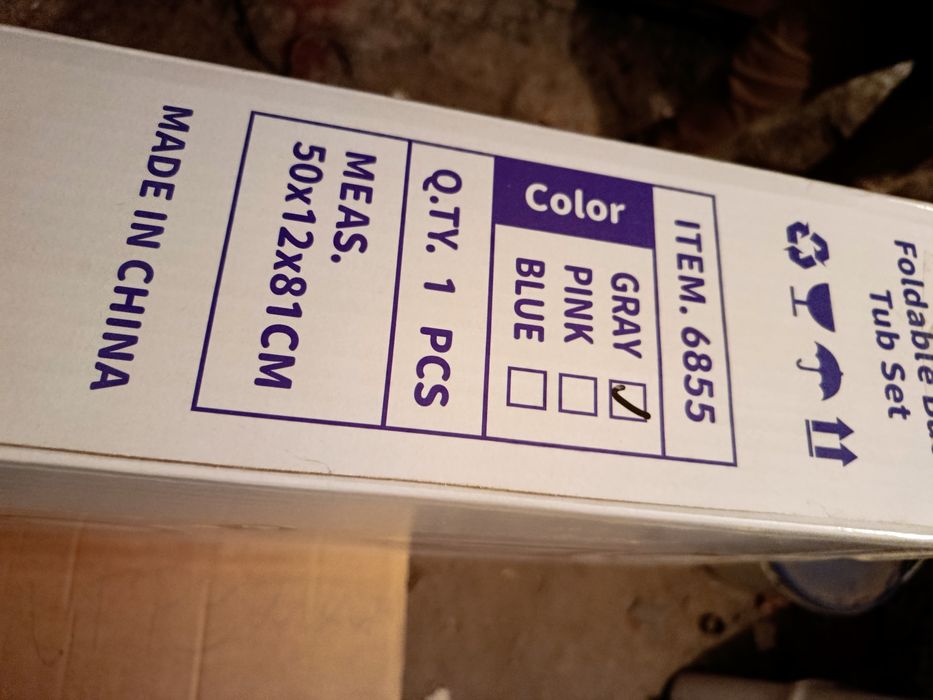 Foldable
Tub Set
ITEM. 6855
Color
GRAY
PINK
BLUE
Q.TY. 1 PCS
MEAS.
50x12x81CM
MADE IN CHINA